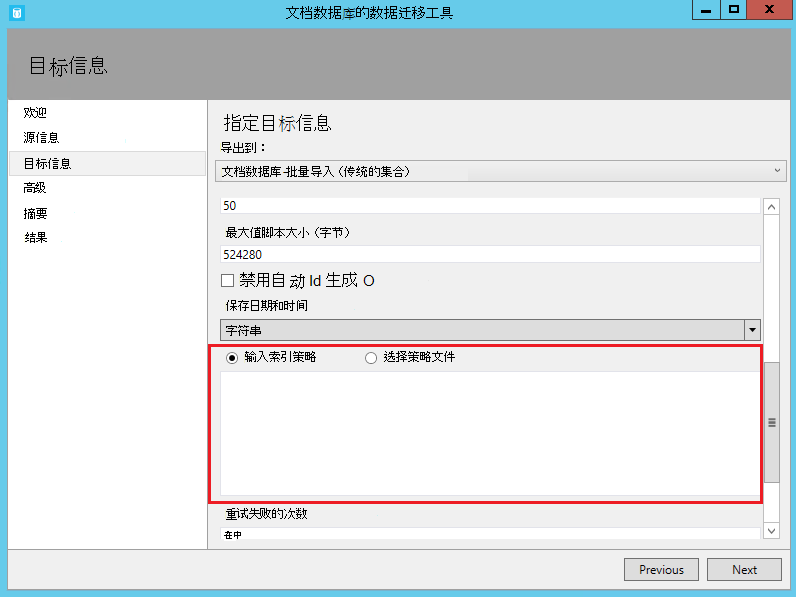 文档数据库的数据迁移工具
目标信息
欢迎
源信息
目标信息
高级
摘要
结果
指定目标信息
导出到：
文档数据库-批量导入（传统的集合）
50
最大值脚本大小（字节）
524280
禁用自动 Id 生成 O
保存日期和时间
字符串
输入索引策略 选择策略文件
重试失败的次数
在中
Previous Next